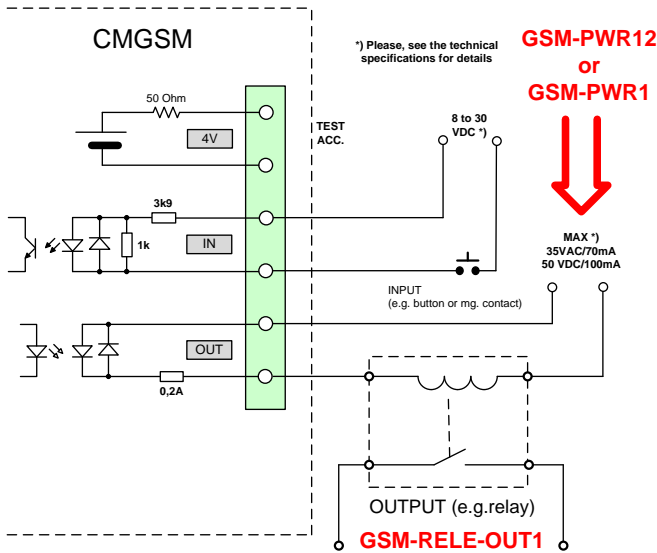 CMGSM
*) Please, see the technical
specifications for details
GSM-PWR12
or
GSM-PWR1
50 Ohm
4V
TEST
ACC.
8 to 30
VDC *)
3k9
1k
IN
MAX *)
35VAC/70mA
50 VDC/100mA
INPUT
(e.g. button or mg. contact)
OUT
0,2A
OUTPUT (e.g.relay)
GSM-RELE-OUT1